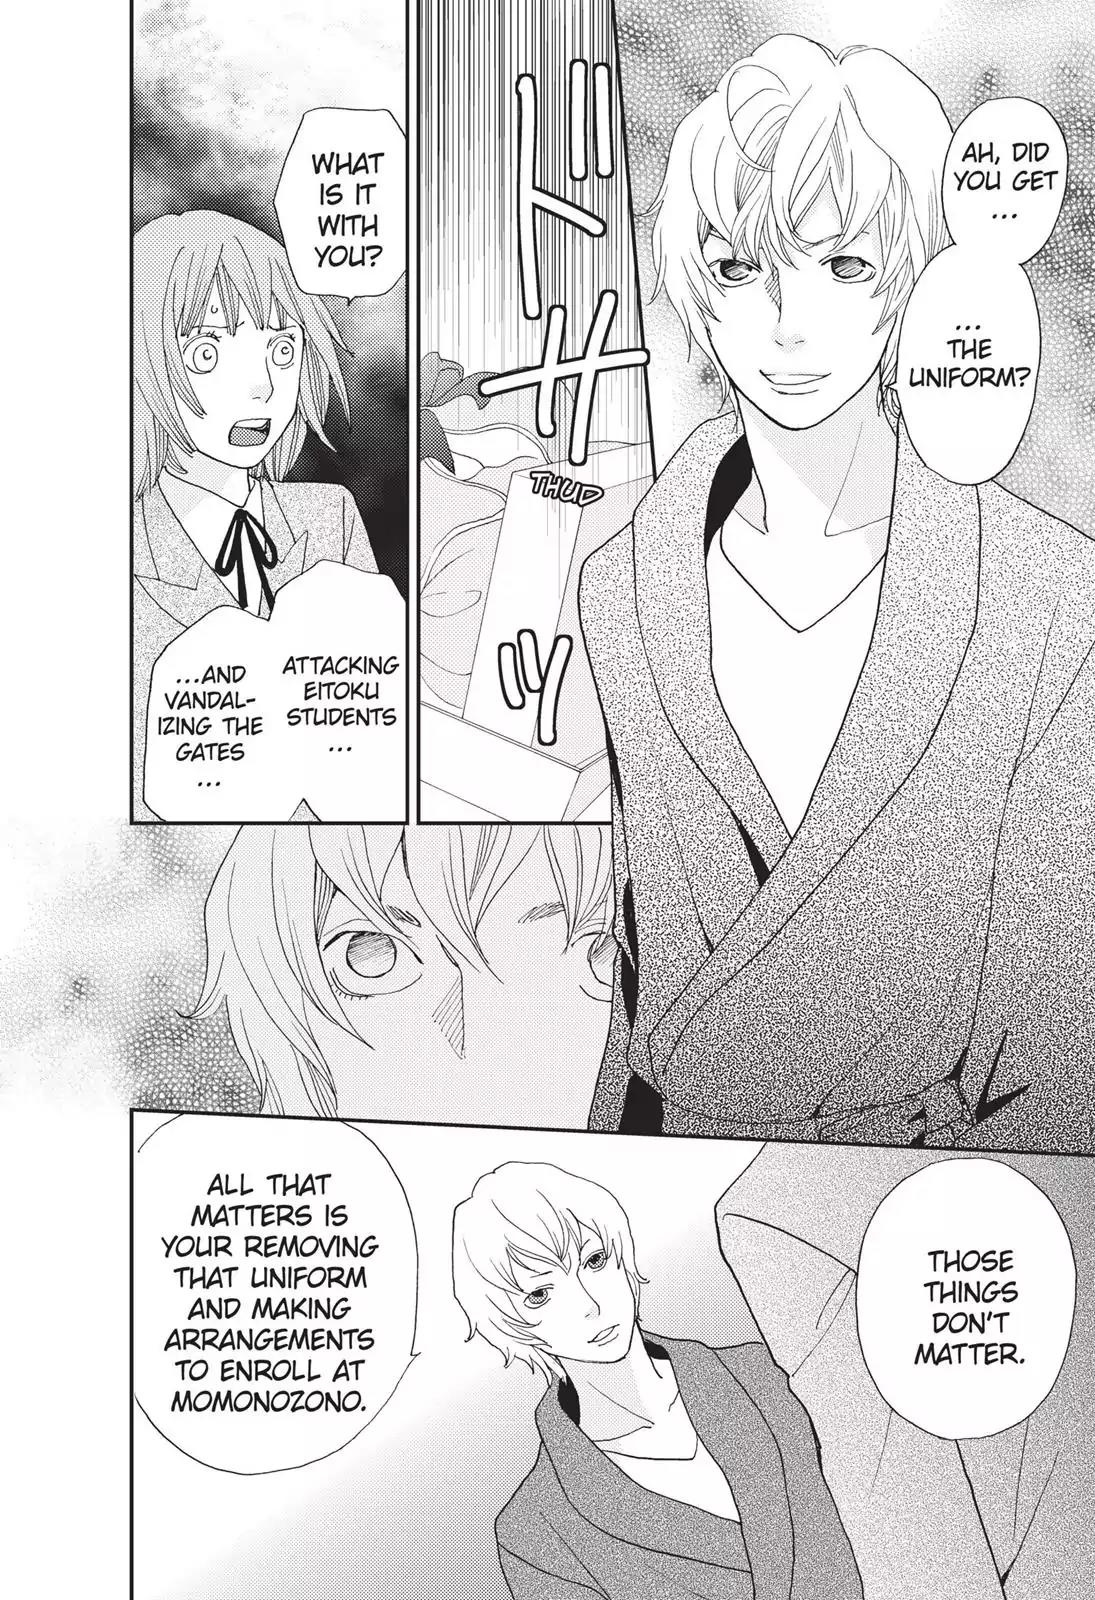 AH, DID
YOU GET
...
...
THE
UNIFORM?
ドドサッ
THUD
WHAT
IS IT
WITH
YOU?
ATTACKING
EITOKU
STUDENTS
...
...AND
VANDAL-
IZING THE
GATES
...
THOSE
THINGS
DON'T
MATTER.
ALL THAT
MATTERS IS
YOUR REMOVING
THAT UNIFORM
AND MAKING
ARRANGEMENTS
TO ENROLL AT
MOMONOZONO.